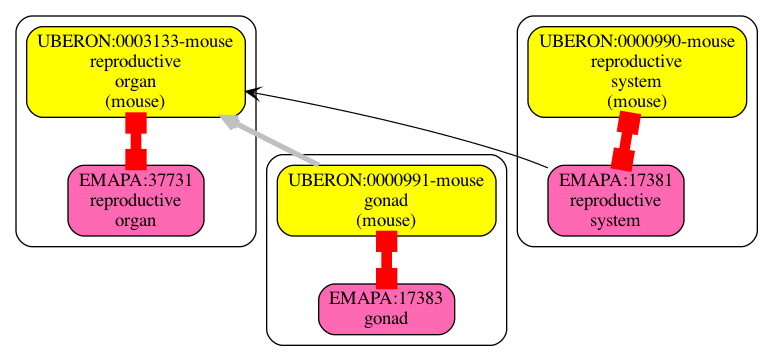 UBERON:0003133-mouse
reproductive
organ
(mouse)
EMAPA:37731
reproductive
organ
UBERON:0000991-mouse
gonad
(mouse)
EMAPA:17383
gonad
UBERON:0000990-mouse
reproductive
system
(mouse)
EMAPA:17381
reproductive
system